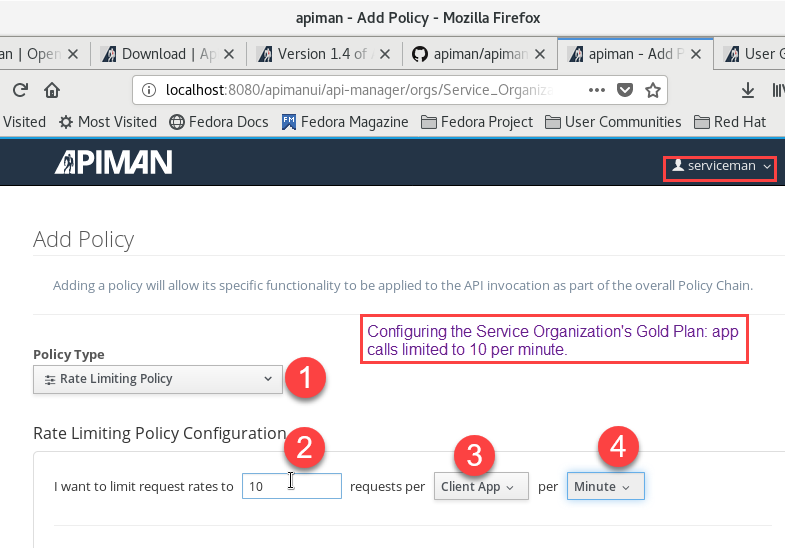 apiman - Add Policy - Mozilla Firefox
an | Open
Download | Ap
Version 1.4 of
apiman/apiman
apiman - Add P
User G
localhost:8080/apimanui/api-manager/orgs/Service_Organiza
Visited
Most Visited
Fedora Docs
FM
Fedora Magazine
Fedora Project
User Communities
Red Hat
APIMAN
serviceman
Add Policy
Adding a policy will allow its specific functionality to be applied to the API invocation as part of the overall Policy Chain.
Configuring the Service Organization's Gold Plan: app
calls limited to 10 per minute.
Policy Type
Rate Limiting Policy
1
Rate Limiting Policy Configuration
2
3
4
I want to limit request rates to 10 requests per Client App per Minute